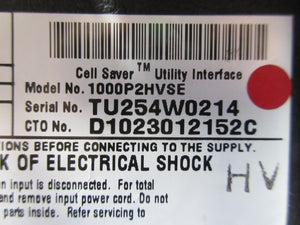 Cell Saver™ Utility Interface
Model No. 1000P2HVSE
Serial No. TU254W0214
CTO No. D1023012152C
IONS BEFORE CONNECTING TO THE SUPPLY.
K OF ELECTRICAL SHOCK
n input is disconnected. For total
d remove input power cord. Do not
parts inside. Refer servicing to
HV